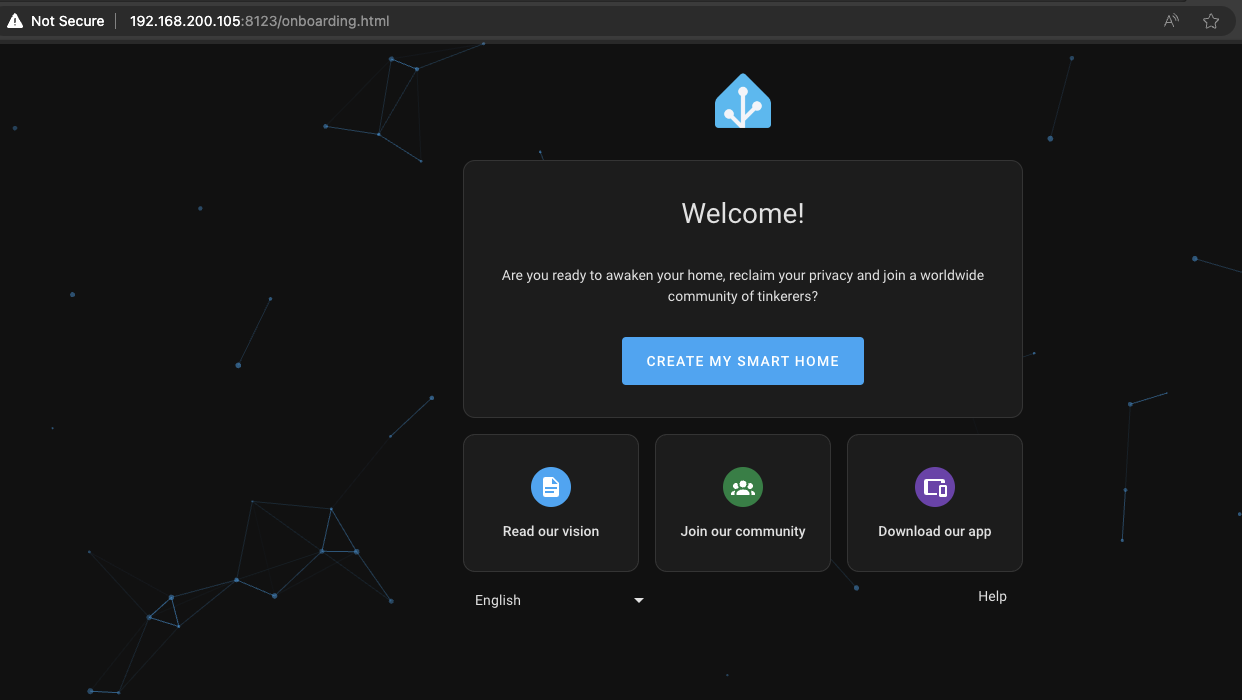 Not Secure 192.168.200.105:8123/onboarding.html
Welcome!
Are you ready to awaken your home, reclaim your privacy and join a worldwide
community of tinkerers?
CREATE MY SMART HOME
Read our vision
Join our community
Download our app
English
Help